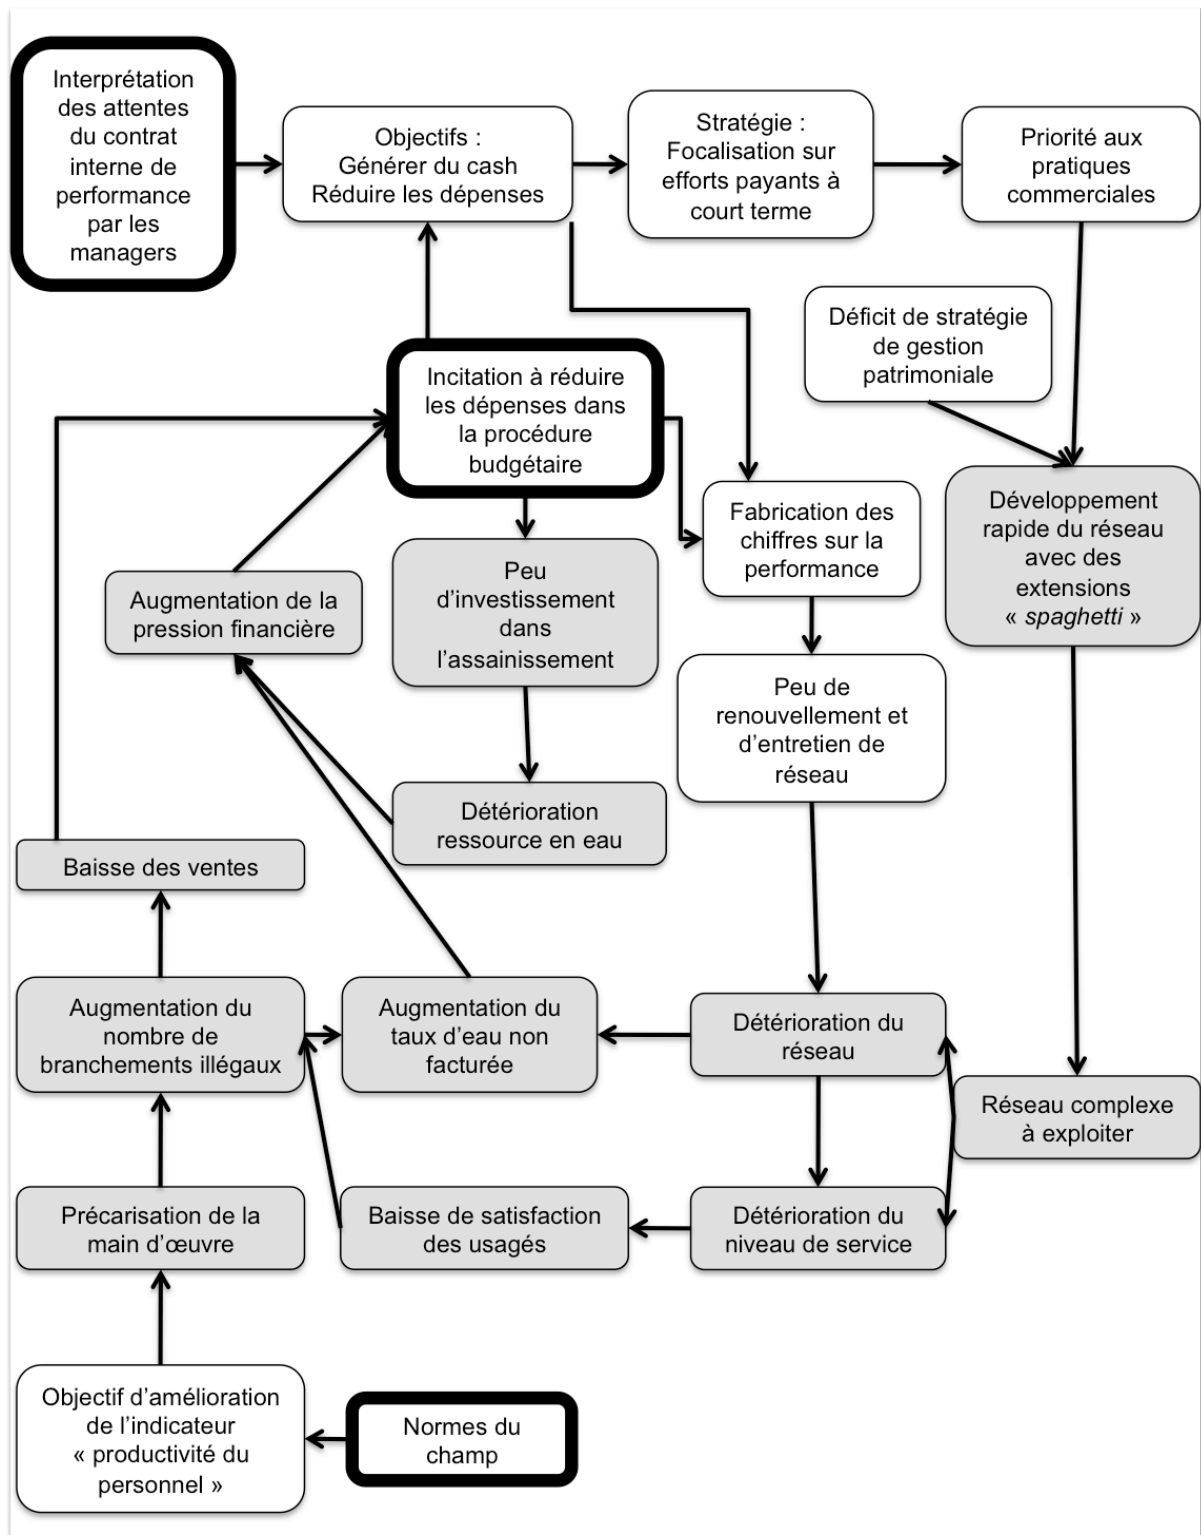 Interprétation
des attentes
du contrat
interne de
performance
par les
managers
Objectifs :
Générer du cash
Réduire les dépenses
Stratégie :
Focalisation sur
efforts payants à
court terme
Priorité aux
pratiques
commerciales
Déficit de stratégie
de gestion
patrimoniale
Incitation à réduire
les dépenses dans
la procédure
budgétaire
Fabrication des
chiffres sur la
performance
Développement
rapide du réseau
avec des
extensions
« spaghetti »
Augmentation de la
pression financière
Peu
d’investissement
dans
l’assainissement
Peu de
renouvellement et
d’entretien de
réseau
Détérioration
ressource en eau
Baisse des ventes
Augmentation du
nombre de
branchements illégaux
Augmentation du
taux d’eau non
facturée
Détérioration du
réseau
Réseau complexe
à exploiter
Précarisation de la
main d’œuvre
Baisse de satisfaction
des usagés
Détérioration du
niveau de service
Objectif d’amélioration
de l’indicateur
« productivité du
personnel »
Normes du
champ